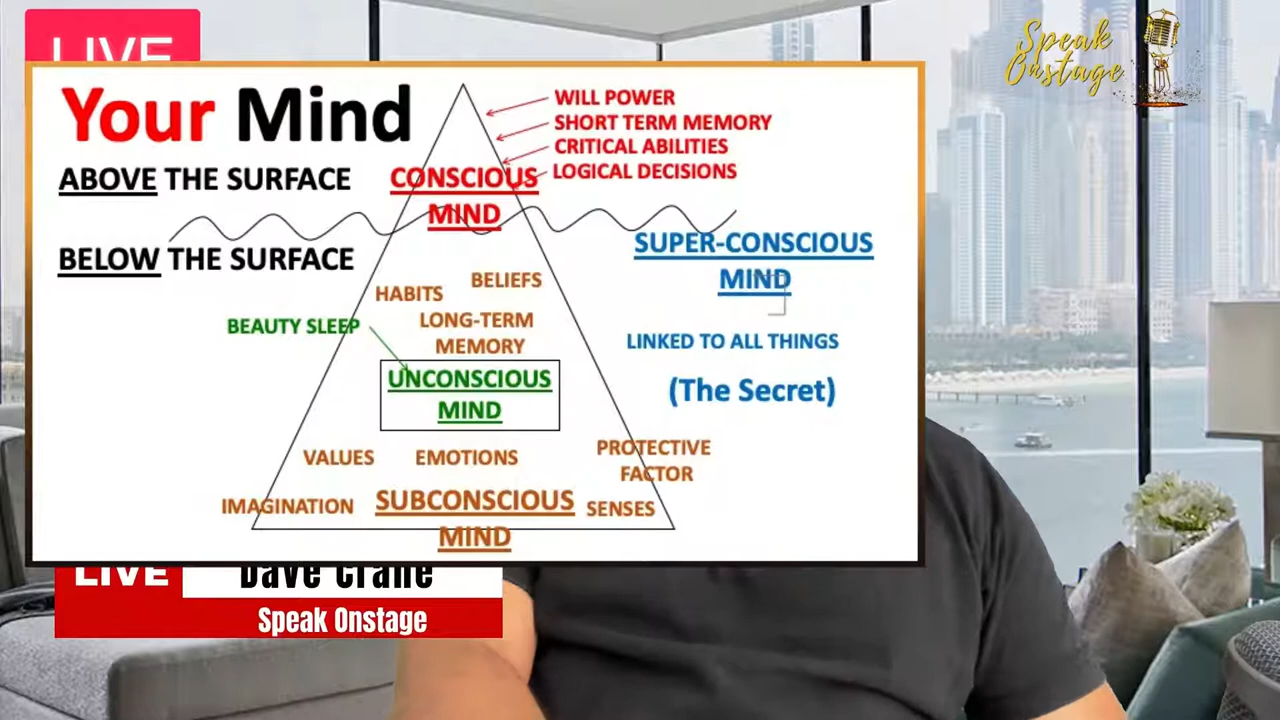 LIVE
Speak
Onstage
Your Mind
WILL POWER
SHORT TERM MEMORY
CRITICAL ABILITIES
LOGICAL DECISIONS
ABOVE THE SURFACE
CONSCIOUS
MIND
BELOW THE SURFACE
SUPER-CONSCIOUS
MIND
HABITS
BELIEFS
BEAUTY SLEEP
LONG-TERM
MEMORY
LINKED TO ALL THINGS
UNCONSCIOUS
MIND
(The Secret)
VALUES
EMOTIONS
PROTECTIVE
FACTOR
IMAGINATION
SUBCONSCIOUS
MIND
SENSES
LIVE
Dave Crane
Speak Onstage